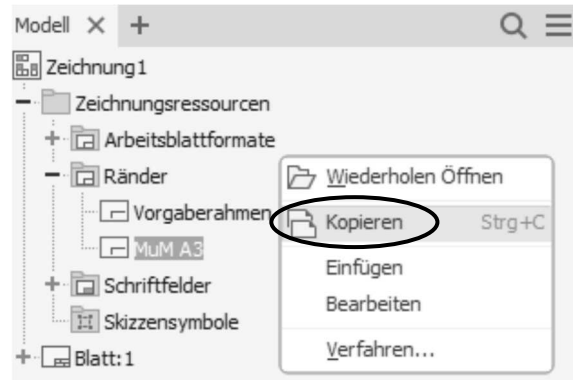 Modell
Zeichnung1
Zeichnungsressourcen
Arbeitsblattformate
Ränder
Vorgaberahmen
MuM A3
Schriftfelder
Skizzensymbole
Blatt:1
Wiederholen Öffnen
Kopieren Strg+C
Einfügen
Bearbeiten
Verfahren...